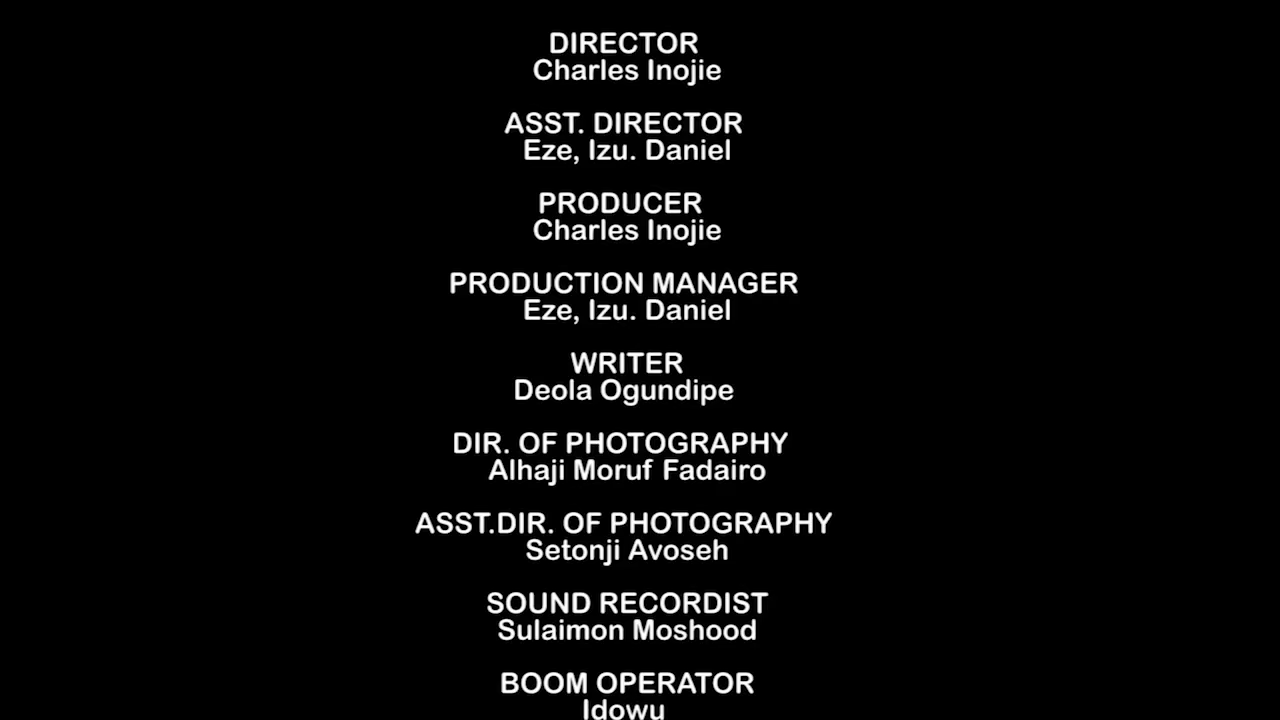 DIRECTOR
Charles Inojie
ASST. DIRECTOR
Eze, Izu. Daniel
PRODUCER
Charles Inojie
PRODUCTION MANAGER
Eze, Izu. Daniel
WRITER
Deola Ogundipe
DIR. OF PHOTOGRAPHY
Alhaji Moruf Fadairo
ASST.DIR. OF PHOTOGRAPHY
Setonji Avoseh
SOUND RECORDIST
Sulaimon Moshood
BOOM OPERATOR
Idowu